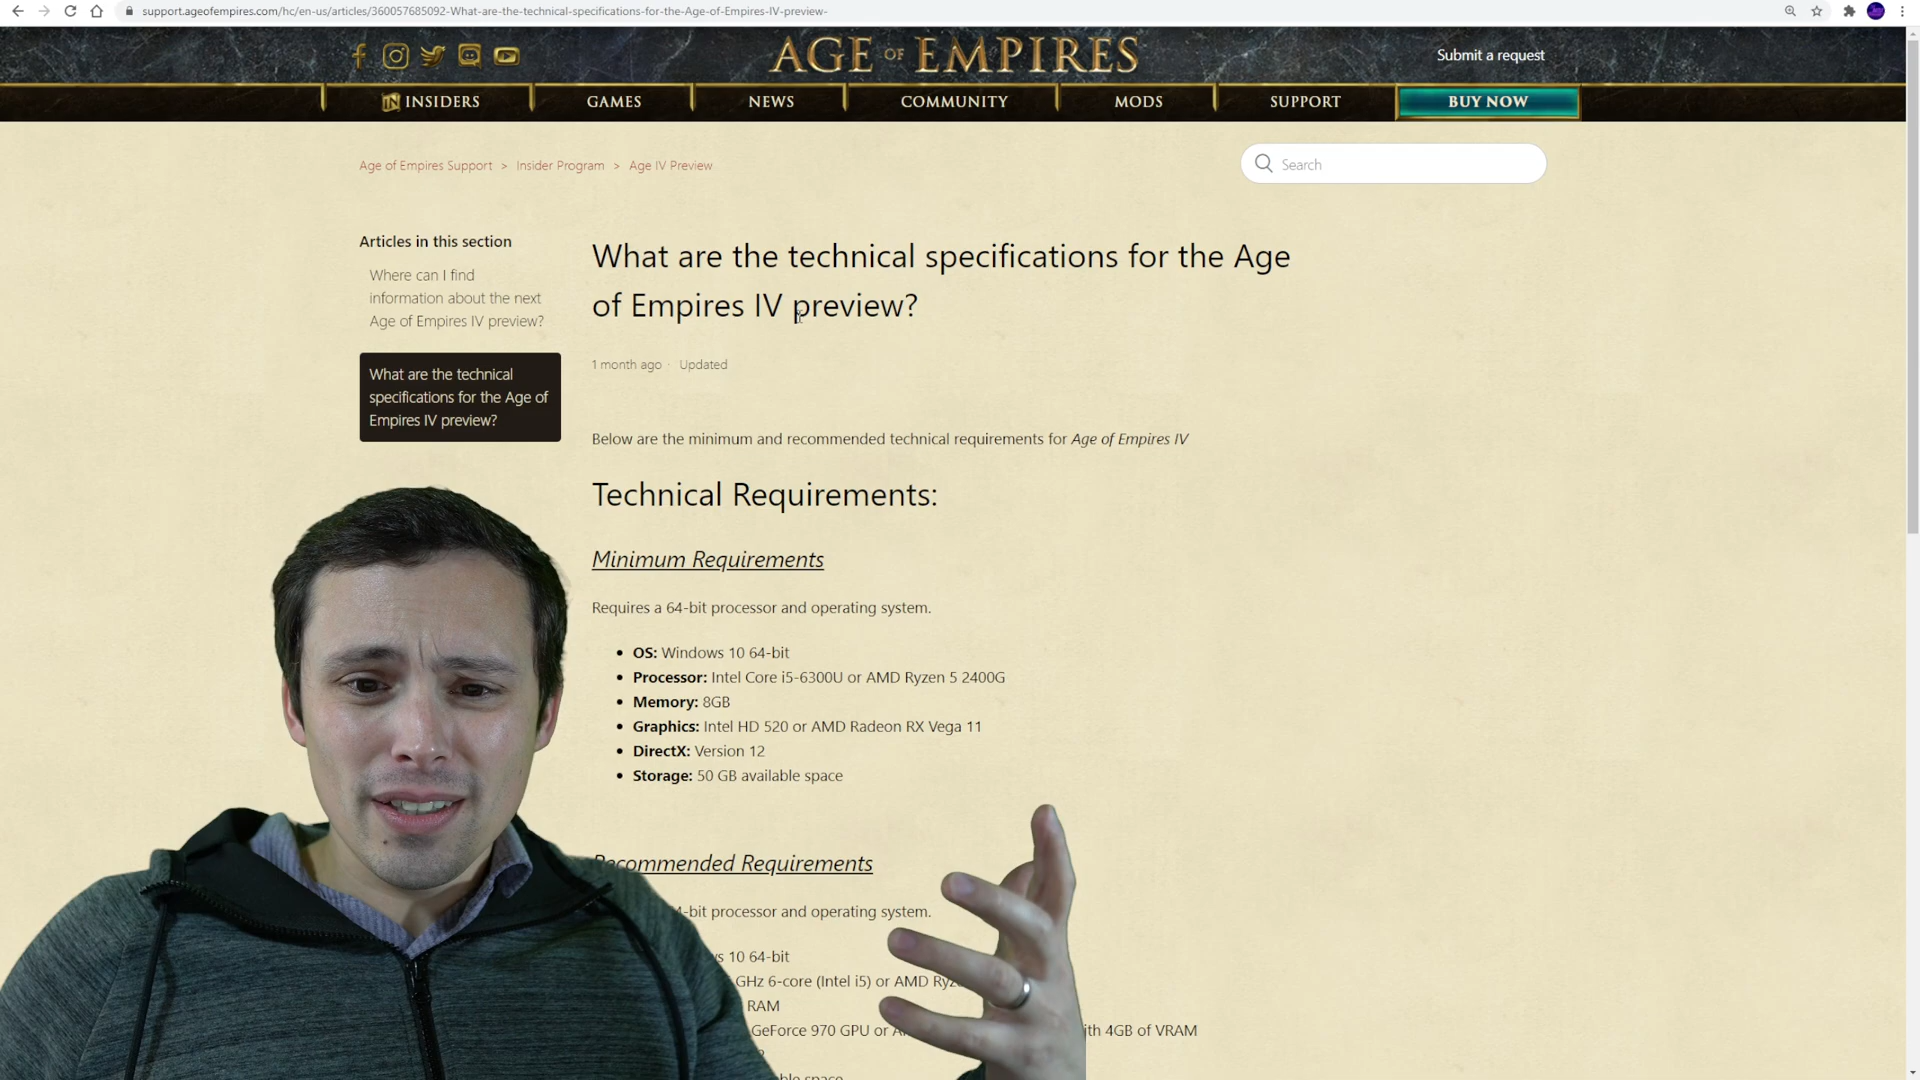 support.ageofempires.com/hc/en-us/articles/360057685092-What-are-the-technical-specifications-for-the-Age-of-Empires-IV-preview-
AGE OF EMPIRES
Submit a request
INSIDERS
GAMES
NEWS
COMMUNITY
MODS
SUPPORT
BUY NOW
Age of Empires Support > Insider Program > Age IV Preview
Search
Articles in this section
Where can I find
information about the next
Age of Empires IV preview?
What are the technical
specifications for the Age of
Empires IV preview?
What are the technical specifications for the Age
of Empires IV preview?
1 month ago · Updated
Below are the minimum and recommended technical requirements for Age of Empires IV
Technical Requirements:
Minimum Requirements
Requires a 64-bit processor and operating system.
• OS: Windows 10 64-bit
• Processor: Intel Core i5-6300U or AMD Ryzen 5 2400G
• Memory: 8GB
• Graphics: Intel HD 520 or AMD Radeon RX Vega 11
• DirectX: Version 12
• Storage: 50 GB available space
Recommended Requirements
-bit processor and operating system.
10 64-bit
GHz 6-core (Intel i5) or AMD
RAM
GeForce 970 GPU or with 4GB of VRAM
space